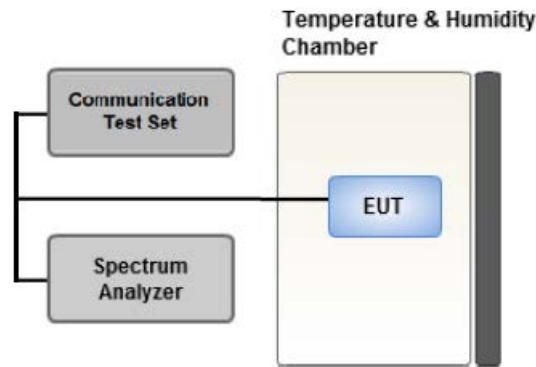 Temperature & Humidity
Chamber
Communication
Test Set
EUT
Spectrum
Analyzer